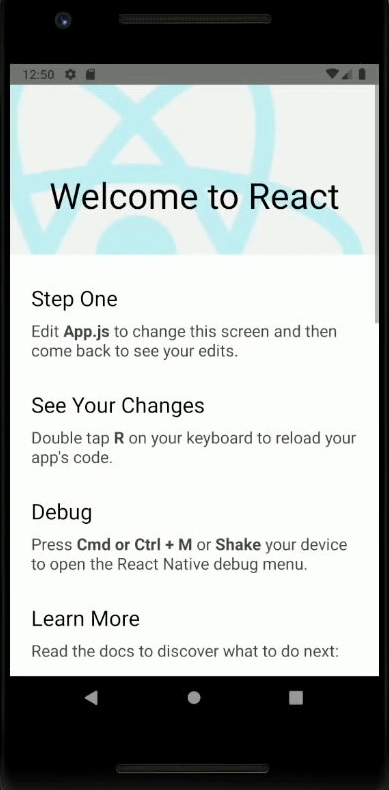 12:50
Welcome to React
Step One
Edit App.js to change this screen and then
come back to see your edits.
See Your Changes
Double tap R on your keyboard to reload your
app's code.
Debug
Press Cmd or Ctrl + M or Shake your device
to open the React Native debug menu.
Learn More
Read the docs to discover what to do next: